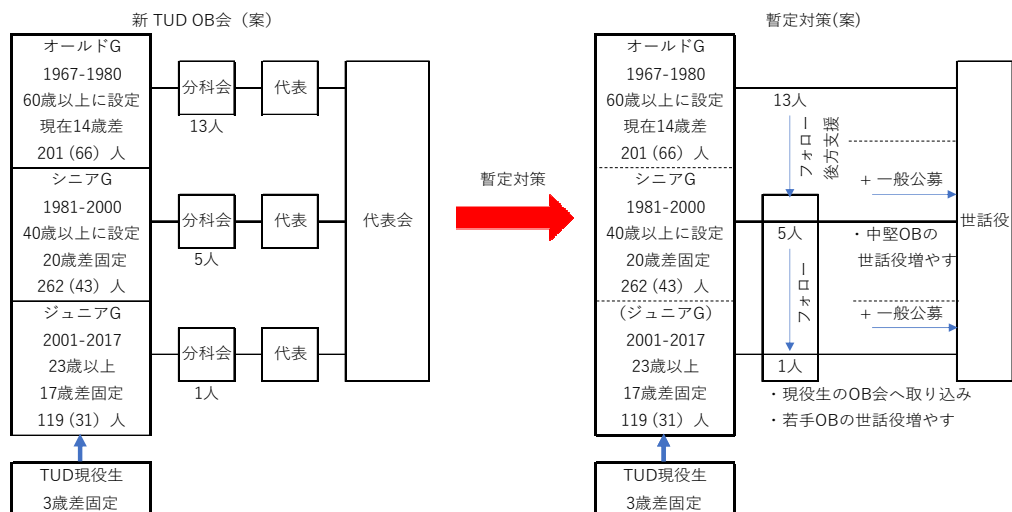 新 TUD OB会（案）
オールドG
1967-1980
60歳以上に設定
現在14歳差
201 (66）人
シニアG
1981-2000
40歳以上に設定
20歳差固定
262 (43）人
ジュニアG
2001-2017
23歳以上
17歳差固定
119 (31）人
TUD現役生
3歳差固定
分科会
13人
代表
分科会
5人
代表
分科会
1人
代表
代表会
暫定対策
暫定対策(案)
オールドG
1967-1980
60歳以上に設定
現在14歳差
201 (66）人
シニアG
1981-2000
40歳以上に設定
20歳差固定
262 (43）人
（ジュニアG）
2001-2017
23歳以上
17歳差固定
119 (31）人
TUD現役生
3歳差固定
13人
フォロー
後方支援
+ 一般公募
5人
・中堅OBの
世話役増やす
フォロー
+ 一般公募
1人
・現役生のOB会へ取り込み
・若手OBの世話役増やす
世話役